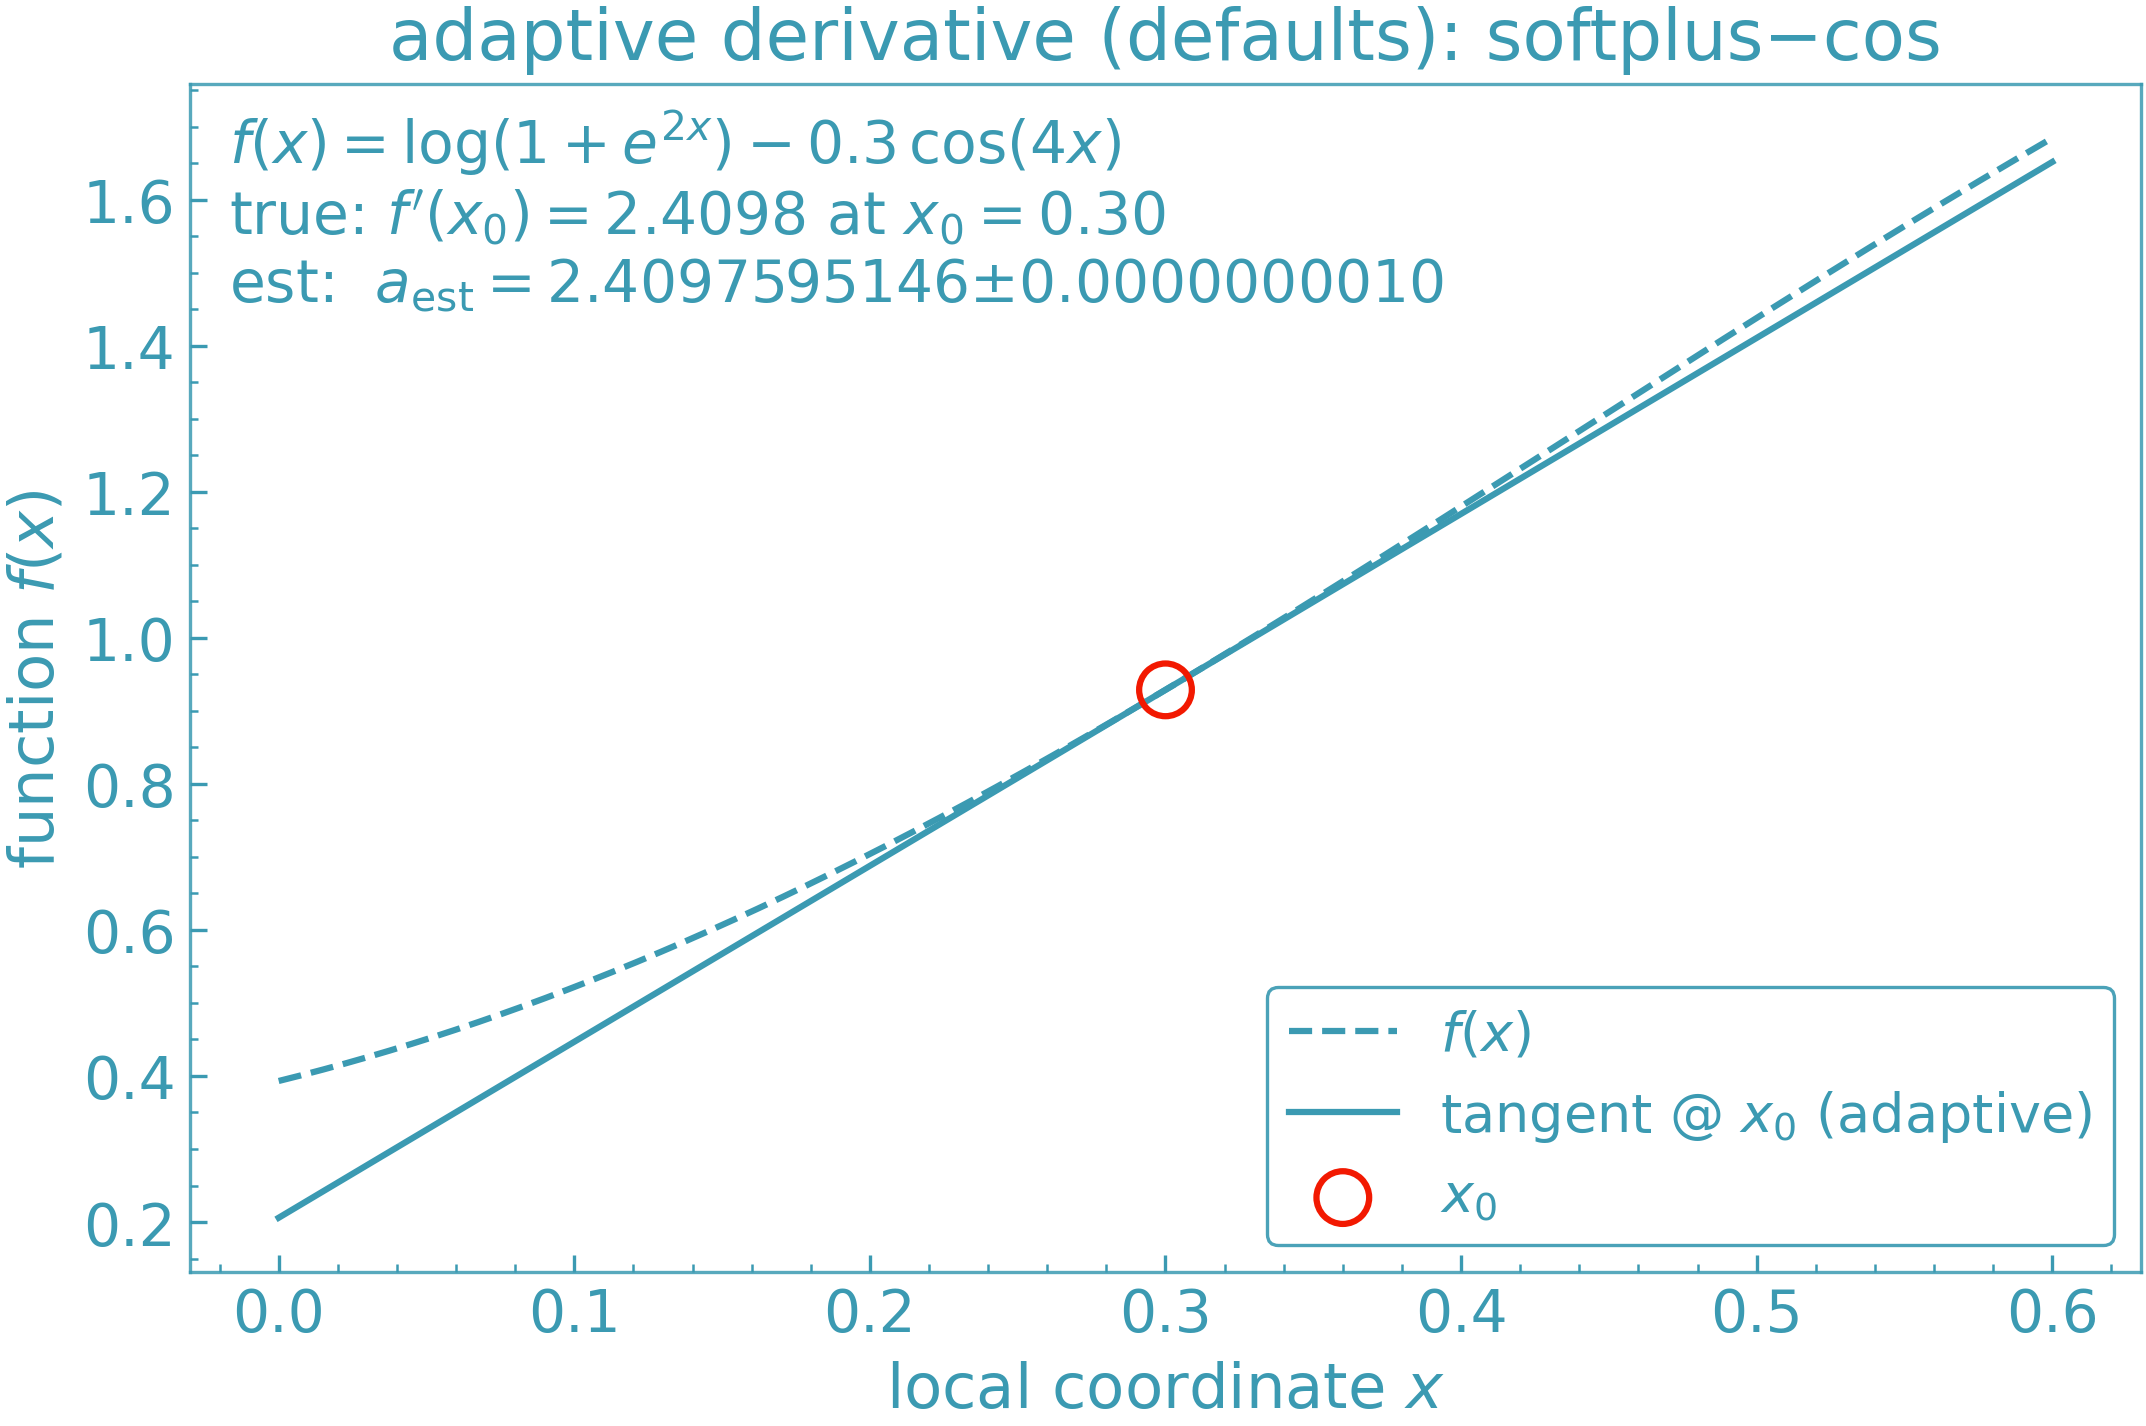 adaptive derivative (defaults): softplus−cos
f(x) = log(1 + e^{2x}) − 0.3 cos(4x)
true: f′(x₀) = 2.4098 at x₀ = 0.30
est: a_est = 2.4097595146±0.0000000010
function f(x)
1.6
1.4
1.2
1.0
0.8
0.6
0.4
0.2
f(x)
tangent @ x₀ (adaptive)
x₀
0.0 0.1 0.2 0.3 0.4 0.5 0.6
local coordinate x